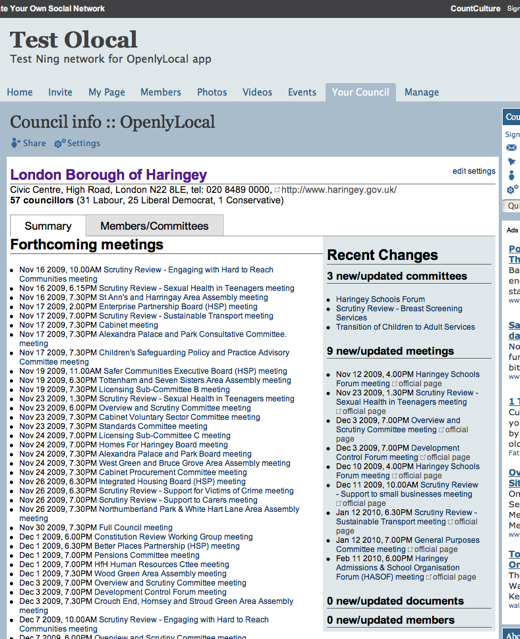 te Your Own Social Network
CountCulture
Sign
Test Olocal
Test Ning network for OpenlyLocal app
Home Invite My Page Members Photos Videos Events Your Council Manage
Council info :: OpenlyLocal
Share Settings
London Borough of Haringey
edit settings
Civic Centre, High Road, London N22 8LE, tel: 020 8489 0000, http://www.haringey.gov.uk/
57 councillors (31 Labour, 25 Liberal Democrat, 1 Conservative)
Summary Members/Committees
Forthcoming meetings
Nov 16 2009, 10.00AM Scrutiny Review - Engaging with Hard to Reach
Communities meeting
Nov 16 2009, 6.15PM Scrutiny Review - Sexual Health in Teenagers meeting
Nov 16 2009, 7.30PM St Ann's and Harringay Area Assembly meeting
Nov 17 2009, 2.00PM Enterprise Partnership Board (HSP) meeting
Nov 17 2009, 7.00PM Scrutiny Review - Sustainable Transport meeting
Nov 17 2009, 7.30PM Cabinet meeting
Nov 17 2009, 7.30PM Alexandra Palace and Park Consultative Committee.
meeting
Nov 17 2009, 7.30PM Children's Safeguarding Policy and Practice Advisory
Committee meeting
Nov 19 2009, 11.00AM Safer Communities Executive Board (HSP) meeting
Nov 19 2009, 6.30PM Tottenham and Seven Sisters Area Assembly meeting
Nov 19 2009, 7.30PM Licensing Sub-Committee B meeting
Nov 23 2009, 1.30PM Scrutiny Review - Sexual Health in Teenagers meeting
Nov 23 2009, 6.00PM Overview and Scrutiny Committee meeting
Nov 23 2009, 7.30PM Cabinet Voluntary Sector Committee meeting
Nov 23 2009, 7.30PM Standards Committee meeting
Nov 24 2009, 7.00PM Licensing Sub-Committee C meeting
Nov 24 2009, 7.00PM Homes For Haringey Board meeting
Nov 24 2009, 7.30PM Alexandra Palace and Park Board meeting
Nov 24 2009, 7.30PM West Green and Bruce Grove Area Assembly meeting
Nov 24 2009, 7.30PM Cabinet Procurement Committee meeting
Nov 26 2009, 6.30PM Integrated Housing Board (HSP) meeting
Nov 26 2009, 6.30PM Scrutiny Review - Support for Victims of Crime meeting
Nov 26 2009, 7.00PM Scrutiny Review - Support to Carers meeting
Nov 26 2009, 7.30PM Northumberland Park & White Hart Lane Area Assembly
meeting
Nov 30 2009, 7.30PM Full Council meeting
Dec 1 2009, 6.00PM Constitution Review Working Group meeting
Dec 1 2009, 6.30PM Better Places Partnership (HSP) meeting
Dec 1 2009, 7.00PM Pensions Committee meeting
Dec 1 2009, 7.00PM HfH Human Resources Cttee meeting
Dec 1 2009, 7.30PM Wood Green Area Assembly meeting
Dec 3 2009, 7.00PM Overview and Scrutiny Committee meeting
Dec 3 2009, 7.00PM Development Control Forum meeting
Dec 3 2009, 7.30PM Crouch End, Hornsey and Stroud Green Area Assembly
meeting
Dec 7 2009, 10.00AM Scrutiny Review - Engaging with Hard to Reach
Communities meeting
Dec 7 2009, 6.00PM Overview and Scrutiny Committee meeting
Recent Changes
3 new/updated committees
Haringey Schools Forum
Scrutiny Review - Breast Screening
Services
Transition of Children to Adult Services
9 new/updated meetings
Nov 12 2009, 4.00PM Haringey Schools
Forum meeting official page
Nov 23 2009, 1.30PM Scrutiny Review -
Sexual Health in Teenagers meeting
official page
Dec 3 2009, 7.00PM Overview and
Scrutiny Committee meeting official
page
Dec 3 2009, 7.00PM Development
Control Forum meeting official page
Dec 10 2009, 4.00PM Haringey Schools
Forum meeting official page
Dec 11 2009, 10.00AM Scrutiny Review
- Support to small businesses meeting
official page
Jan 12 2010, 6.30PM Scrutiny Review -
Sustainable Transport meeting official
page
Jan 12 2010, 7.00PM General Purposes
Committee meeting official page
Feb 11 2010, 6.00PM Haringey
Admissions & School Organisation
Forum (HASOF) meeting official page
0 new/updated documents
0 new/updated members
Cou
Sign
Qui
Ads
Po
Th
Ba
en
sta
ww
Sa
da
No
fur
bit
ww
1 T
Cu
yo
by
old
Fat
Ov
Sit
On
Se
Me
Me
ww
To
On
Th
Wa
Ke
wal
Abo